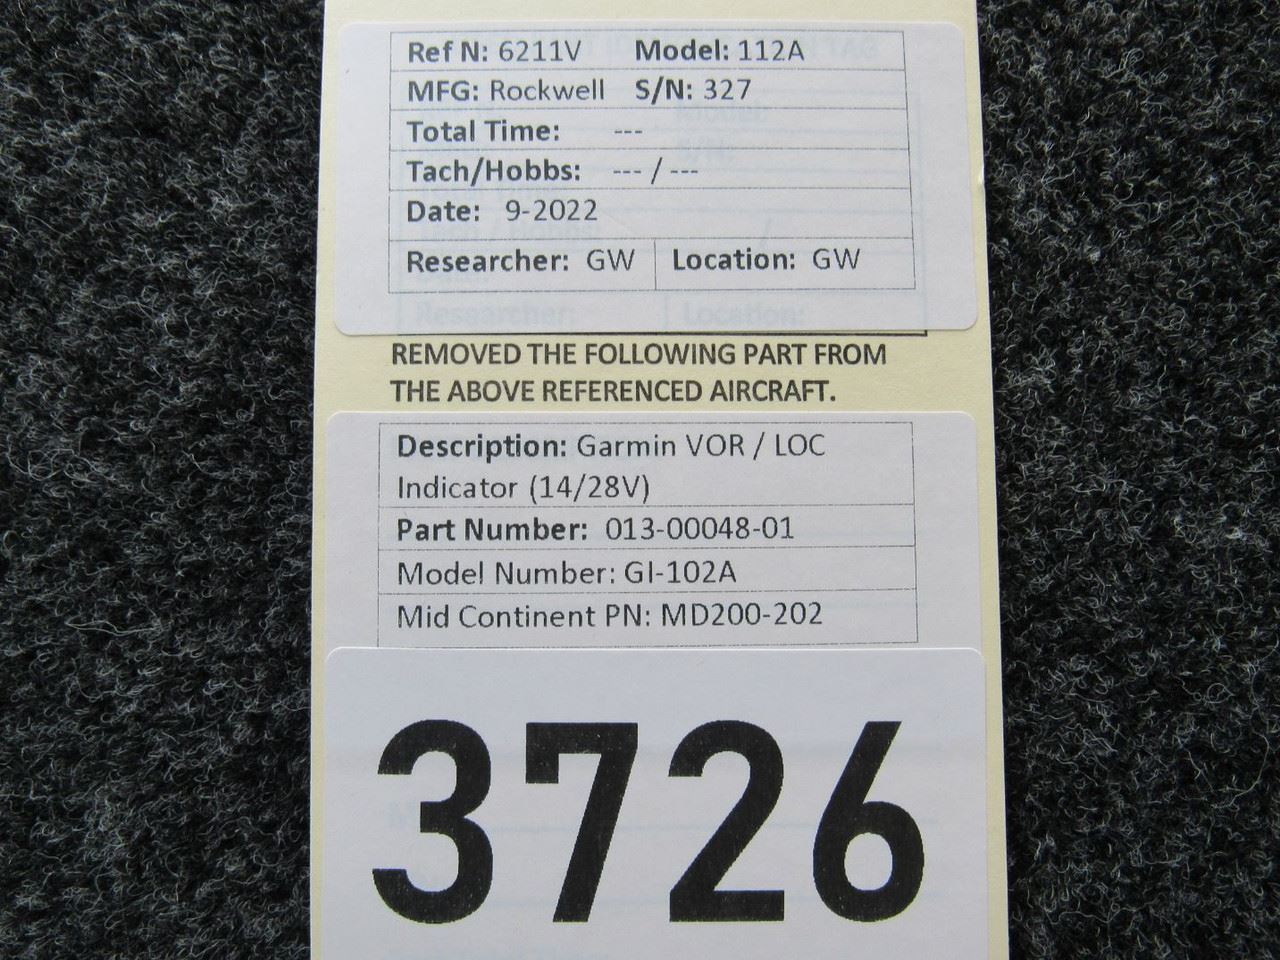 Ref N: 6211V Model: 112A
MFG: Rockwell S/N: 327
Total Time: ---
Tach/Hobbs: --- / ---
Date: 9-2022
Researcher: GW Location: GW
Researcher: Location:
REMOVED THE FOLLOWING PART FROM
THE ABOVE REFERENCED AIRCRAFT.
Description: Garmin VOR / LOC
Indicator (14/28V)
Part Number: 013-00048-01
Model Number: GI-102A
Mid Continent PN: MD200-202
3726